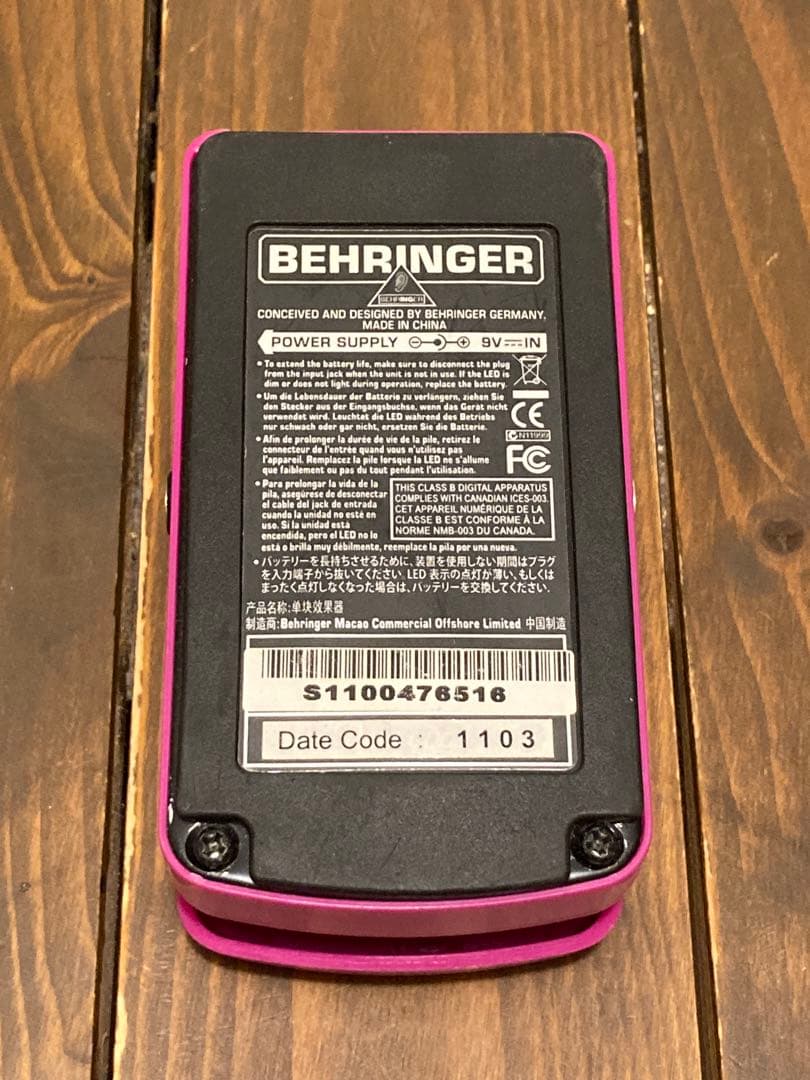 BEHRINGER
BEHRINGER
CONCEIVED AND DESIGNED BY BEHRINGER GERMANY.
MADE IN CHINA
POWER SUPPLY 9V IN
• To extend the battery life, make sure to disconnect the plug
from the input jack when the unit is not in use. If the LED is
dim or does not light during operation, replace the battery.
• Um die Lebensdauer der Batterie zu verlängern, ziehen Sie
den Stecker aus der Eingangsbuchse, wenn das Gerät nicht
verwendet wird. Leuchtet die LED während des Betriebs
nur schwach oder gar nicht, ersetzen Sie die Batterie.
CE
N11999
FC
• Afin de prolonger la durée de vie de la pile, retirez le
connecteur de l'entrée quand vous n'utilisez pas
l'appareil. Remplacez la pile lorsque la LED ne s'allume
que faiblement ou pas du tout pendant l'utilisation.
• Para prolongar la vida de la
pila, asegúrese de desconectar
el cable del jack de entrada
cuando la unidad no esté en
uso. Si la unidad está
encendida, pero el LED no lo
está o brilla muy débilmente, reemplace la pila por una nueva.
THIS CLASS B DIGITAL APPARATUS
COMPLIES WITH CANADIAN ICES-003.
CET APPAREIL NUMÉRIQUE DE LA
CLASSE B EST CONFORME À LA
NORME NMB-003 DU CANADA.
• バッテリーを長持ちさせるために、装置を使用しない期間はプラグ
を入力端子から抜いてください. LED 表示の点灯が薄い、もしくは
まったく点灯しなくなった場合は、バッテリーを交換してください.
产品名称:单块效果器
制造商:Behringer Macao Commercial Offshore Limited 中国制造
S1100476516
Date Code : 1103